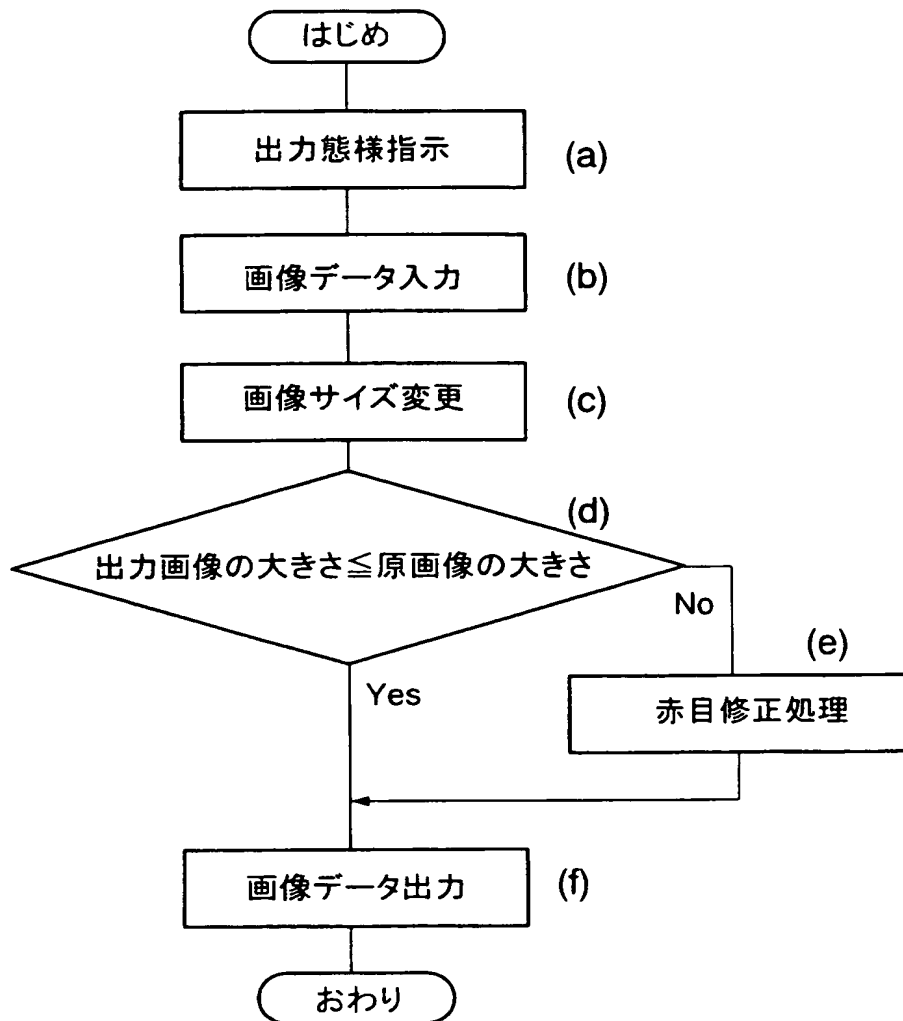 はじめ
出力態様指示
(a)
画像データ入力
(b)
画像サイズ変更
(c)
(d)
出力画像の大きさ≦原画像の大きさ
No
(e)
Yes
赤目修正処理
画像データ出力
(f)
おわり